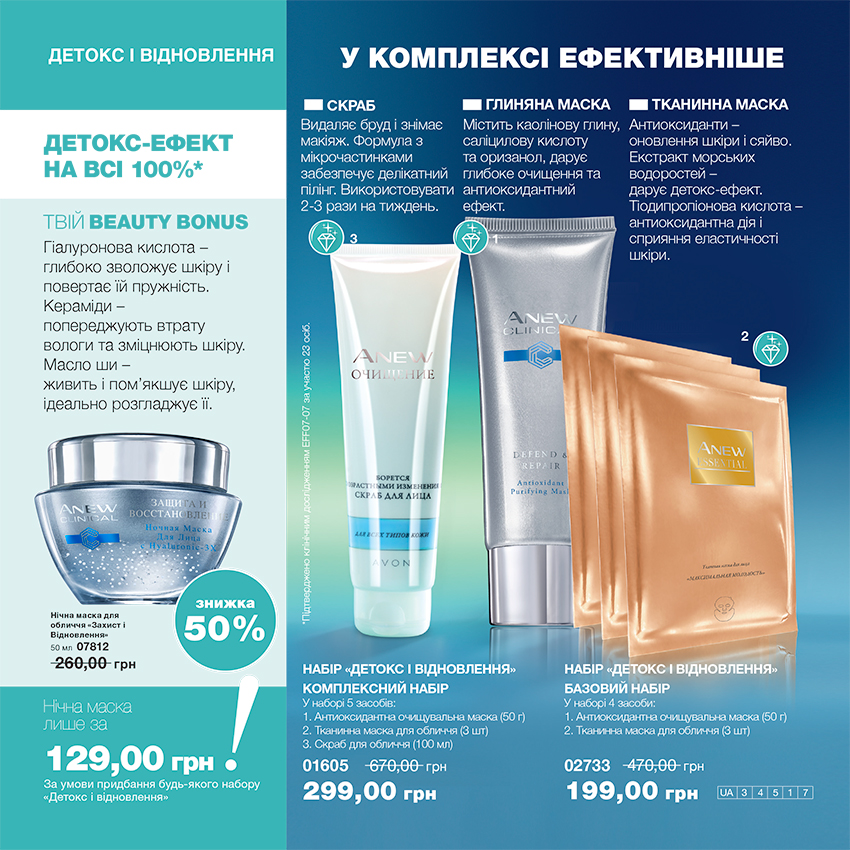 ДЕТОКС І ВІДНОВЛЕННЯ
ДЕТОКС-ЕФЕКТ
НА ВСІ 100%*
ТВІЙ BEAUTY BONUS
Гіалуронова кислота –
глибоко зволожує шкіру і
повертає їй пружність.
Кераміди –
попереджують втрату
вологи та зміцнюють шкіру.
Масло ши –
живить і пом’якшує шкіру,
ідеально розгладжує її.
ANEW
CLINICAL
ЗАЩИТА И
ВОССТАНОВЛЕНИЕ
Ночная Маска
Для Лица
с Hyaluronic-3X
Нічна маска для
обличчя «Захист і
Відновлення»
50 мл 07812
260,00 грн
знижка
50%
Нічна маска
лише за
129,00 грн !
За умови придбання будь-якого набору
«Детокс і відновлення»
У КОМПЛЕКСІ ЕФЕКТИВНІШЕ
СКРАБ
Видаляє бруд і знімає
макіяж. Формула з
мікрочастинками
забезпечує делікатний
пілінг. Використовувати
2-3 рази на тиждень.
ГЛИНЯНА МАСКА
Містить каолінову глину,
саліцилову кислоту
та оризанол, дарує
глибоке очищення та
антиоксидантний
ефект.
ТКАНИННА МАСКА
Антиоксиданти –
оновлення шкіри і сяйво.
Екстракт морських
водоростей –
дарує детокс-ефект.
Тіодипропіонова кислота –
антиоксидантна дія і
сприяння еластичності
шкіри.
3
1
2
*Підтверджено клінічним дослідженням EFF07-07 за участю 23 осіб.
ANEW
ОЧИЩЕНИЕ
БОРЕТСЯ
ВОЗРАСТНЫМИ ИЗМЕНЕНИЯМИ
СКРАБ ДЛЯ ЛИЦА
ДЛЯ ВСЕХ ТИПОВ КОЖИ
AVON
ANEW
CLINICAL
DEFEND &
REPAIR
Antioxidant
Purifying Mask
ANEW
ESSENTIAL
Тканевая маска для лица
«МАКСИМАЛЬНАЯ МОЛОДОСТЬ»
НАБІР «ДЕТОКС І ВІДНОВЛЕННЯ»
КОМПЛЕКСНИЙ НАБІР
У наборі 5 засобів:
1. Антиоксидантна очищувальна маска (50 г)
2. Тканинна маска для обличчя (3 шт)
3. Скраб для обличчя (100 мл)
01605 670,00 грн
299,00 грн
НАБІР «ДЕТОКС І ВІДНОВЛЕННЯ»
БАЗОВИЙ НАБІР
У наборі 4 засоби:
1. Антиоксидантна очищувальна маска (50 г)
2. Тканинна маска для обличчя (3 шт)
02733 470,00 грн
199,00 грн
UA 3 4 5 1 7